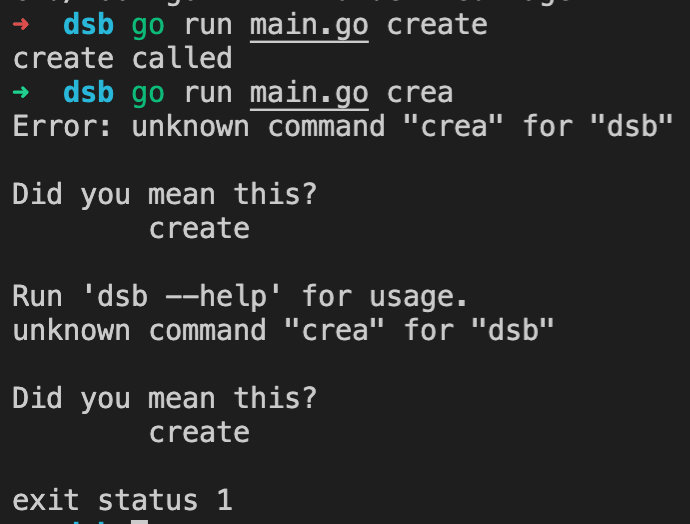 ➜  dsb go run main.go create
create called
➜  dsb go run main.go crea
Error: unknown command "crea" for "dsb"

Did you mean this?
        create

Run 'dsb --help' for usage.
unknown command "crea" for "dsb"

Did you mean this?
        create

exit status 1